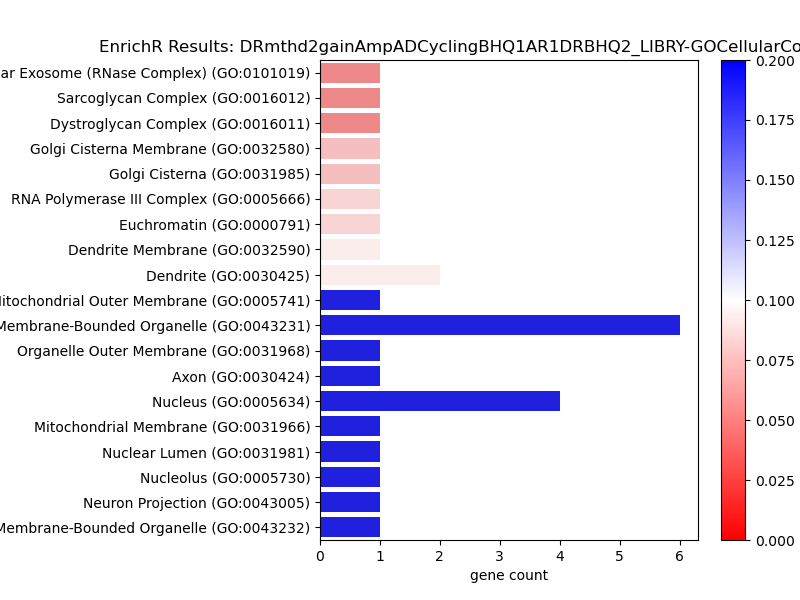 EnrichR Results: DRmthd2gainAmpADCyclingBHQ1AR1DRBHQ2_LIBRY-GOCellularCo
ar Exosome (RNase Complex) (GO:0101019)
Sarcoglycan Complex (GO:0016012)
Dystroglycan Complex (GO:0016011)
Golgi Cisterna Membrane (GO:0032580)
Golgi Cisterna (GO:0031985)
RNA Polymerase III Complex (GO:0005666)
Euchromatin (GO:0000791)
Dendrite Membrane (GO:0032590)
Dendrite (GO:0030425)
itochondrial Outer Membrane (GO:0005741)
Membrane-Bounded Organelle (GO:0043231)
Organelle Outer Membrane (GO:0031968)
Axon (GO:0030424)
Nucleus (GO:0005634)
Mitochondrial Membrane (GO:0031966)
Nuclear Lumen (GO:0031981)
Nucleolus (GO:0005730)
Neuron Projection (GO:0043005)
Membrane-Bounded Organelle (GO:0043232)
0 1 2 3 4 5 6
gene count
0.200
0.175
0.150
0.125
0.100
0.075
0.050
0.025
0.000